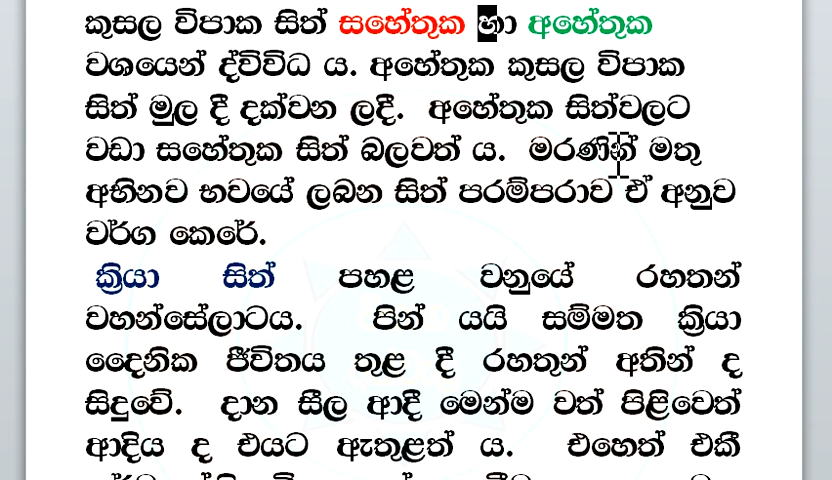 කුසල විපාක සිත් සහේතුක හා අහේතුක
වශයෙන් ද්විවිධ ය. අහේතුක කුසල විපාක
සිත් මුල දී දක්වන ලදී. අහේතුක සිත්වලට
වඩා සහේතුක සිත් බලවත් ය. මරණින් මතු
අභිනව භවයේ ලබන සිත් පරම්පරාව ඒ අනුව
වර්ග කෙරේ.
ක්‍රියා සිත් පහළ වනුයේ රහතන්
වහන්සේලාටය. පින් යයි සම්මත ක්‍රියා
දෛනික ජීවිතය තුළ දී රහතුන් අතින් ද
සිදුවේ. දාන සීල ආදී මෙන්ම වත් පිළිවෙත්
ආදිය ද එයට ඇතුළත් ය. එහෙත් එකී